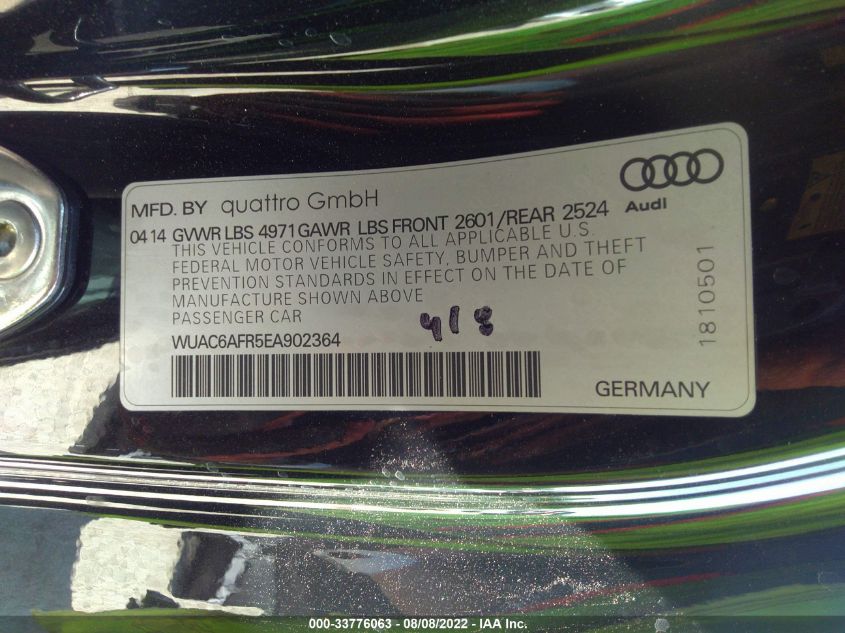 MFD. BY quattro GmbH
Audi
04 14 GVWR LBS 4971 GAWR LBS FRONT 2601/REAR 2524
THIS VEHICLE CONFORMS TO ALL APPLICABLE U.S.
FEDERAL MOTOR VEHICLE SAFETY, BUMPER AND THEFT
PREVENTION STANDARDS IN EFFECT ON THE DATE OF
MANUFACTURE SHOWN ABOVE
PASSENGER CAR
418
WUAC6AFR5EA902364
GERMANY
1810501
000-33776063 - 08/08/2022 - IAA Inc.